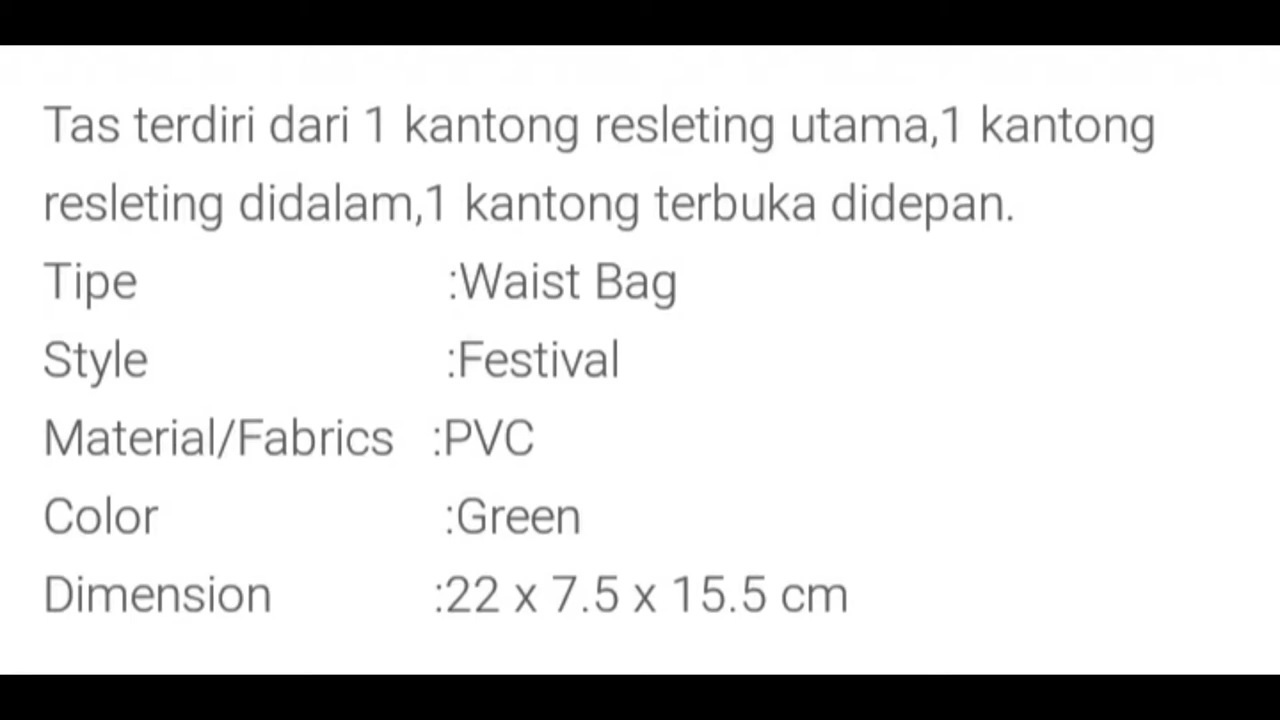 Tas terdiri dari 1 kantong resleting utama,1 kantong
resleting didalam,1 kantong terbuka didepan.
Tipe :Waist Bag
Style :Festival
Material/Fabrics :PVC
Color :Green
Dimension :22 x 7.5 x 15.5 cm